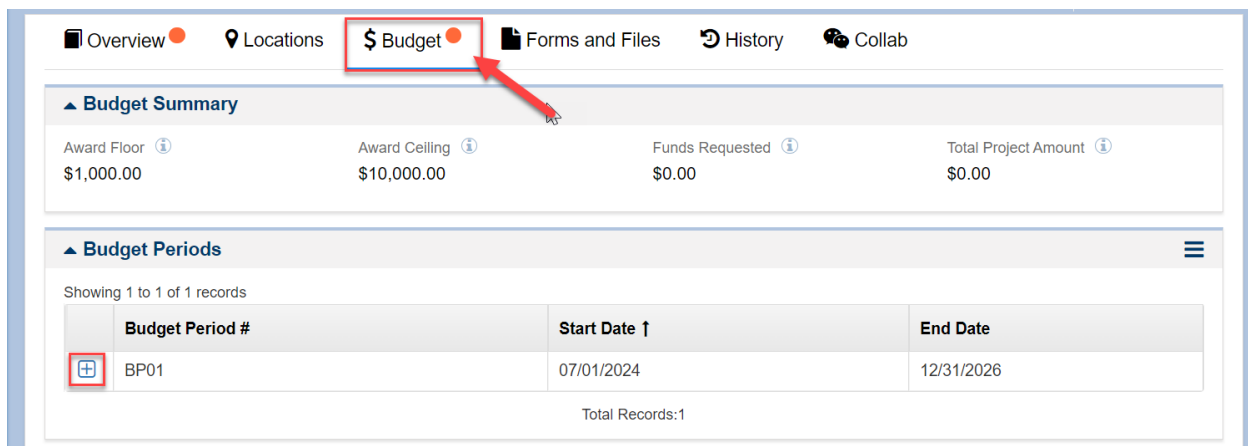 Overview Locations $ Budget Forms and Files History Collab
Budget Summary
Award Floor Award Ceiling Funds Requested Total Project Amount
$1,000.00 $10,000.00 $0.00 $0.00
Budget Periods
Showing 1 to 1 of 1 records
Budget Period # Start Date ↑ End Date
BP01 07/01/2024 12/31/2026
Total Records:1